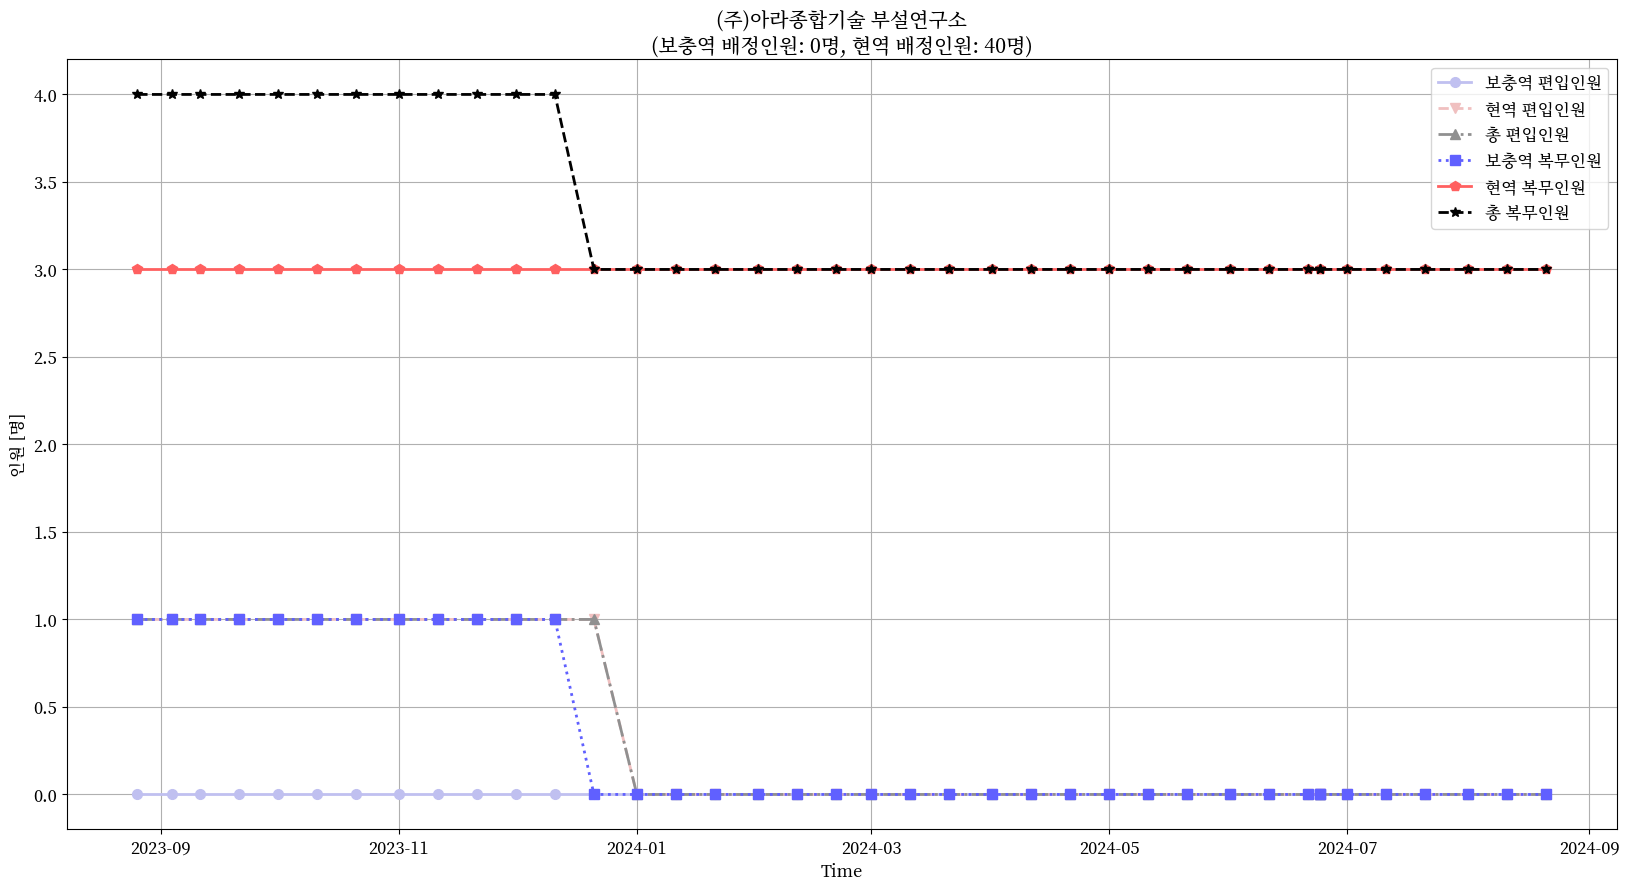 (주)아라종합기술 부설연구소
(보충역 배정인원: 0명, 현역 배정인원: 40명)
보충역 편입인원
현역 편입인원
총 편입인원
보충역 복무인원
현역 복무인원
총 복무인원
인원 [명]
4.0
3.5
3.0
2.5
2.0
1.5
1.0
0.5
0.0
2023-09
2023-11
2024-01
2024-03
2024-05
2024-07
2024-09
Time